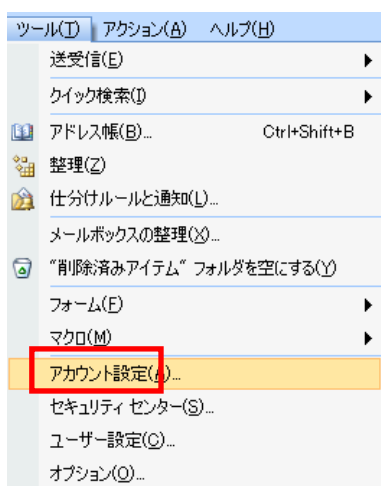 ツール(T) アクション(A) ヘルプ(H)
送受信(E)
クイック検索(I)
アドレス帳(B)... Ctrl+Shift+B
整理(Z)
仕分けルールと通知(L)...
メールボックスの整理(X)...
"削除済みアイテム" フォルダを空にする(Y)
フォーム(F)
マクロ(M)
アカウント設定(A)...
セキュリティ センター(S)...
ユーザー設定(C)...
オプション(O)...